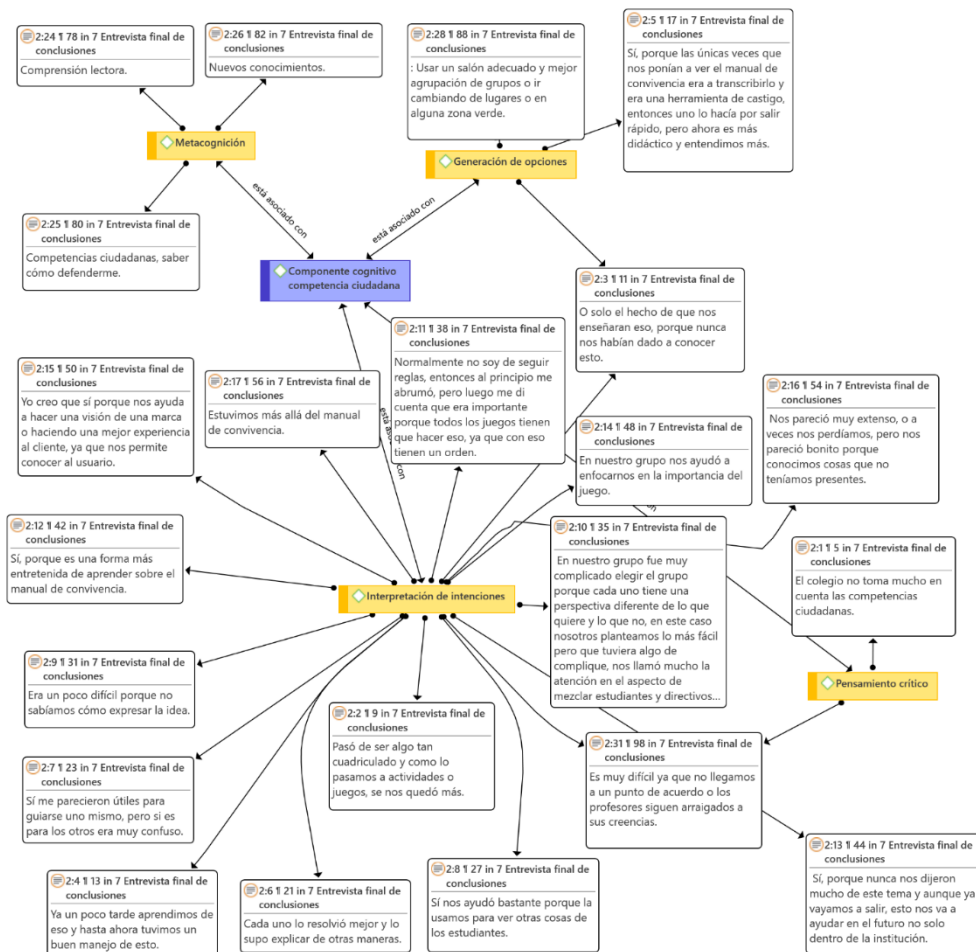 2:24 ¶ 78 in 7 Entrevista final de
conclusiones
Comprensión lectora.
2:26 ¶ 82 in 7 Entrevista final de
conclusiones
Nuevos conocimientos.
2:28 ¶ 88 in 7 Entrevista final de
conclusiones
: Usar un salón adecuado y mejor
agrupación de grupos o ir
cambiando de lugares o en
alguna zona verde.
2:5 ¶ 17 in 7 Entrevista final de
conclusiones
Sí, porque las únicas veces que
nos ponían a ver el manual de
convivencia era a transcribirlo y
era una herramienta de castigo,
entonces uno lo hacía por salir
rápido, pero ahora es más
didáctico y entendimos más.
Metacognición
Generación de opciones
está asociado con
está asociado con
2:25 ¶ 80 in 7 Entrevista final de
conclusiones
Competencias ciudadanas, saber
cómo defenderme.
Componente cognitivo
competencia ciudadana
2:3 ¶ 11 in 7 Entrevista final de
conclusiones
O solo el hecho de que nos
enseñaran eso, porque nunca
nos habían dado a conocer
esto.
2:11 ¶ 38 in 7 Entrevista final de
conclusiones
Normalmente no soy de seguir
reglas, entonces al principio me
abrumó, pero luego me di
cuenta que era importante
porque todos los juegos tienen
que hacer eso, ya que con eso
tienen un orden.
2:15 ¶ 50 in 7 Entrevista final de
conclusiones
Yo creo que sí porque nos ayuda
a hacer una visión de una marca
o haciendo una mejor experiencia
al cliente, ya que nos permite
conocer al usuario.
2:17 ¶ 56 in 7 Entrevista final de
conclusiones
Estuvimos más allá del manual
de convivencia.
2:16 ¶ 54 in 7 Entrevista final de
conclusiones
Nos pareció muy extenso, o a
veces nos perdíamos, pero nos
pareció bonito porque
conocimos cosas que no
teníamos presentes.
2:14 ¶ 48 in 7 Entrevista final de
conclusiones
En nuestro grupo nos ayudó a
enfocarnos en la importancia del
juego.
con
2:12 ¶ 42 in 7 Entrevista final de
conclusiones
Sí, porque es una forma más
entretenida de aprender sobre el
manual de convivencia.
2:10 ¶ 35 in 7 Entrevista final de
conclusiones
En nuestro grupo fue muy
complicado elegir el grupo
porque cada uno tiene una
perspectiva diferente de lo que
quiere y lo que no, en este caso
nosotros planteamos lo más fácil
pero que tuviera algo de
complique, nos llamó mucho la
atención en el aspecto de
mezclar estudiantes y directivos...
2:1 ¶ 5 in 7 Entrevista final de
conclusiones
El colegio no toma mucho en
cuenta las competencias
ciudadanas.
Interpretación de intenciones
Pensamiento crítico
2:9 ¶ 31 in 7 Entrevista final de
conclusiones
Era un poco difícil porque no
sabíamos cómo expresar la idea.
2:2 ¶ 9 in 7 Entrevista final de
conclusiones
Pasó de ser algo tan
cuadriculado y como lo
pasamos a actividades o
juegos, se nos quedó más.
2:31 ¶ 98 in 7 Entrevista final de
conclusiones
Es muy difícil ya que no llegamos
a un punto de acuerdo o los
profesores siguen arraigados a
sus creencias.
2:7 ¶ 23 in 7 Entrevista final de
conclusiones
Sí me parecieron útiles para
guiarse uno mismo, pero si es
para los otros era muy confuso.
2:13 ¶ 44 in 7 Entrevista final de
conclusiones
Sí, porque nunca nos dijeron
mucho de este tema y aunque ya
vayamos a salir, esto nos va a
ayudar en el futuro no solo
dentro de la institución.
2:4 ¶ 13 in 7 Entrevista final de
conclusiones
Ya un poco tarde aprendimos de
eso y hasta ahora tuvimos un
buen manejo de esto.
2:6 ¶ 21 in 7 Entrevista final de
conclusiones
Cada uno lo resolvió mejor y lo
supo explicar de otras maneras.
2:8 ¶ 27 in 7 Entrevista final de
conclusiones
Sí nos ayudó bastante porque la
usamos para ver otras cosas de
los estudiantes.